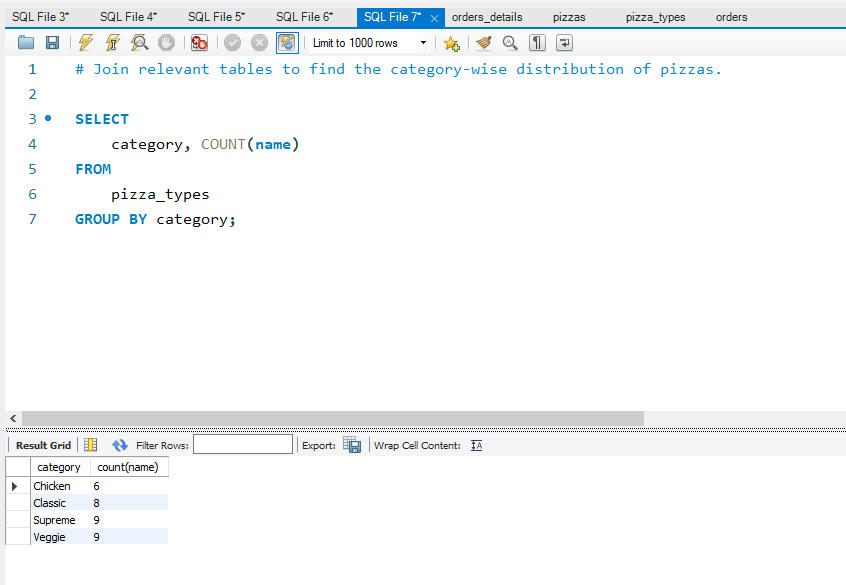 SQL File 3* SQL File 4* SQL File 5* SQL File 6* SQL File 7* orders_details pizzas pizza_types orders
Limit to 1000 rows
1 # Join relevant tables to find the category-wise distribution of pizzas.
2
3 SELECT
4 category, COUNT(name)
5 FROM
6 pizza_types
7 GROUP BY category;
Result Grid Filter Rows: Export: Wrap Cell Content:
category count(name)
Chicken 6
Classic 8
Supreme 9
Veggie 9